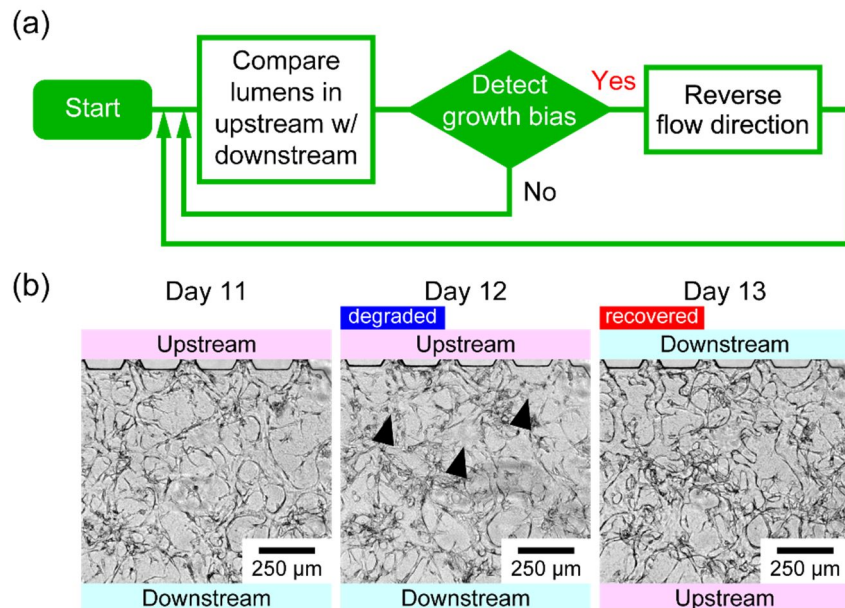 (a)
Start
Compare
lumens in
upstream w/
downstream
Detect
growth bias
Yes
Reverse
flow direction
No
(b)
Day 11
Day 12
Day 13
degraded
recovered
Upstream
Upstream
Downstream
250 µm
250 µm
250 µm
Downstream
Downstream
Upstream